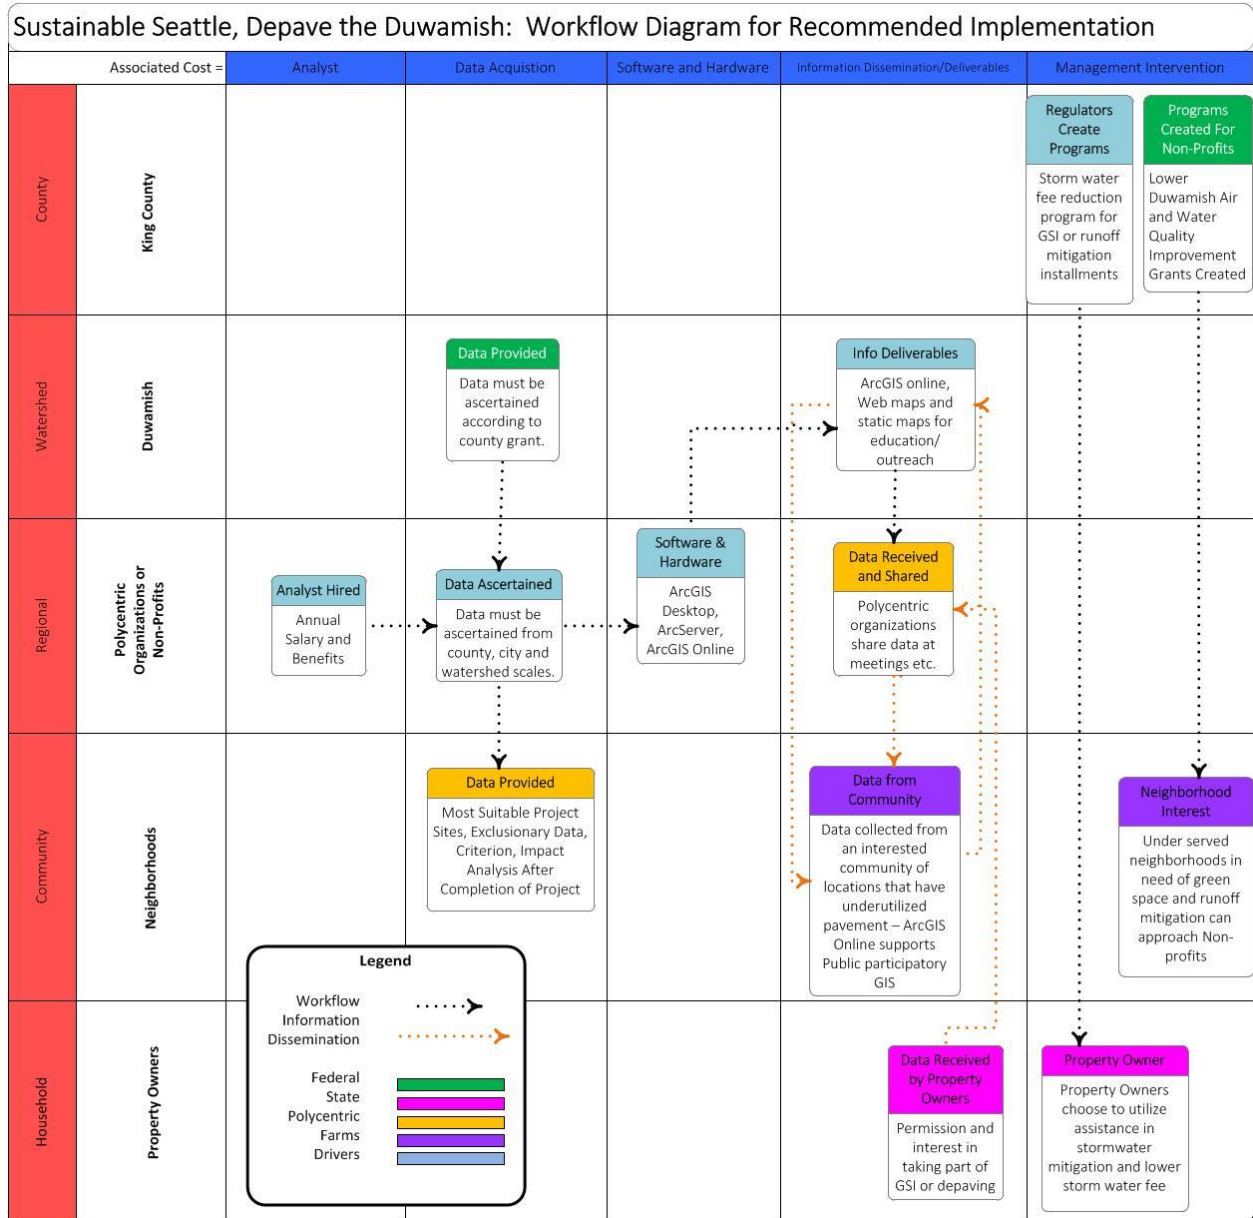 Sustainable Seattle, Depave the Duwamish:  Workflow Diagram for Recommended Implementation
Associated Cost =
Analyst
Data Acquistion
Software and Hardware
Information Dissemination/Deliverables
Management Intervention
County
King County
Regulators
Create
Programs
Storm water
fee reduction
program for
GSI or runoff
mitigation
installments
Programs
Created For
Non-Profits
Lower
Duwamish Air
and Water
Quality
Improvement
Grants Created
Watershed
Duwamish
Data Provided
Data must be
ascertained
according to
county grant.
Info Deliverables
ArcGIS online,
Web maps and
static maps for
education/
outreach
Regional
Polycentric
Organizations or
Non-Profits
Analyst Hired
Annual
Salary and
Benefits
Data Ascertained
Data must be
ascertained from
county, city and
watershed scales.
Software &
Hardware
ArcGIS
Desktop,
ArcServer,
ArcGIS Online
Data Received
and Shared
Polycentric
organizations
share data at
meetings etc.
Community
Neighborhoods
Data Provided
Most Suitable Project
Sites, Exclusionary Data,
Criterion, Impact
Analysis After
Completion of Project
Data from
Community
Data collected from
an interested
community of
locations that have
underutilized
pavement – ArcGIS
Online supports
Public participatory
GIS
Neighborhood
Interest
Under served
neighborhoods in
need of green
space and runoff
mitigation can
approach Non-
profits
Household
Property Owners
Data Received
by Property
Owners
Permission and
interest in
taking part of
GSI or depaving
Property Owner
Property Owners
choose to utilize
assistance in
stormwater
mitigation and lower
storm water fee
Legend
Workflow
Information
Dissemination
Federal
State
Polycentric
Farms
Drivers